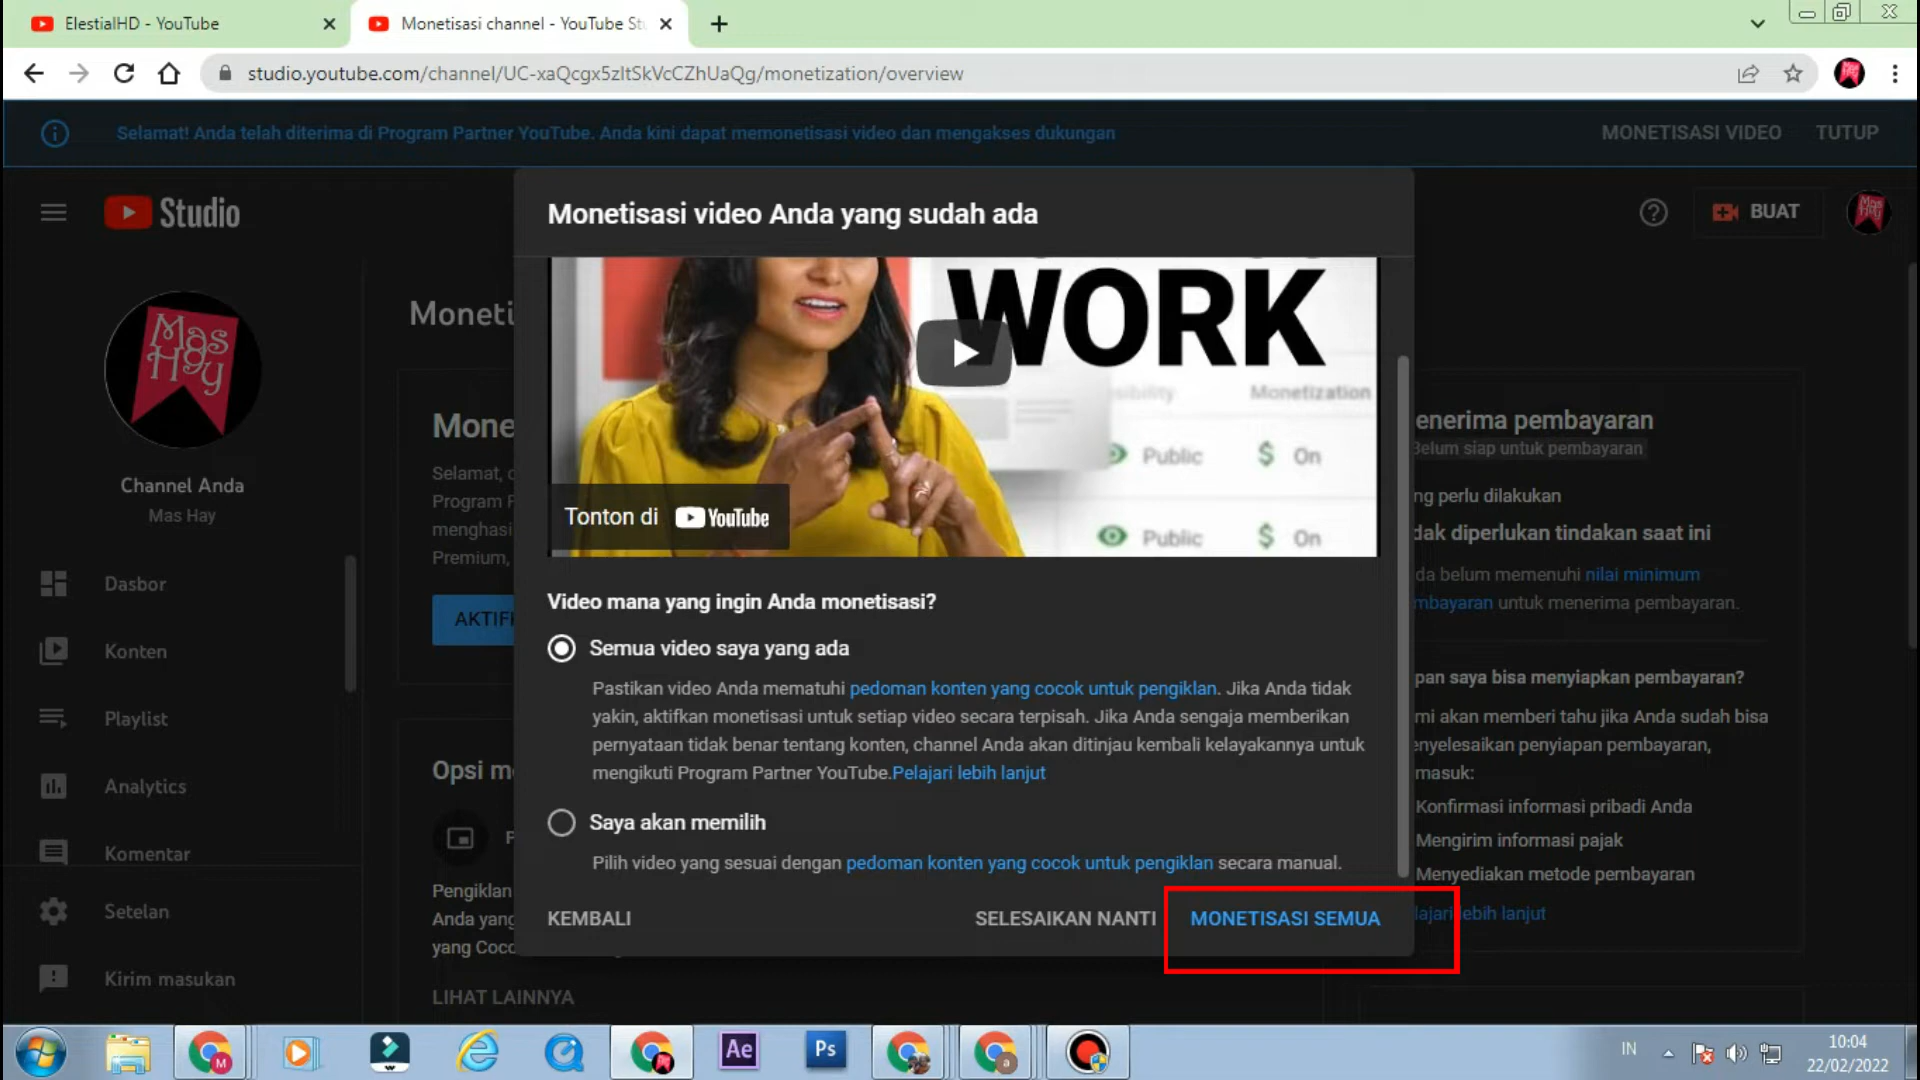 ElestialHD - YouTube
Monetisasi channel - YouTube St
studio.youtube.com/channel/UC-xaQcgx5zltSkVcCZhUaQg/monetization/overview
Selamat! Anda telah diterima di Program Partner YouTube. Anda kini dapat memonetisasi video dan mengakses dukungan
MONETISASI VIDEO
TUTUP
Studio
BUAT
Mas Hay
Channel Anda
Mas Hay
Dasbor
Konten
Playlist
Analytics
Komentar
Setelan
Kirim masukan
Moneti
Mone
Selamat,
Program
menghasi
Premium,
AKTIF
Opsi m
Pengiklan
Anda yang
yang Coco
LIHAT LAINNYA
Monetisasi video Anda yang sudah ada
WORK
Monetization
Public
On
Public
On
Tonton di YouTube
Video mana yang ingin Anda monetisasi?
Semua video saya yang ada
Pastikan video Anda mematuhi pedoman konten yang cocok untuk pengiklan. Jika Anda tidak
yakin, aktifkan monetisasi untuk setiap video secara terpisah. Jika Anda sengaja memberikan
pernyataan tidak benar tentang konten, channel Anda akan ditinjau kembali kelayakannya untuk
mengikuti Program Partner YouTube.Pelajari lebih lanjut
Saya akan memilih
Pilih video yang sesuai dengan pedoman konten yang cocok untuk pengiklan secara manual.
KEMBALI
SELESAIKAN NANTI
MONETISASI SEMUA
enerima pembayaran
Belum siap untuk pembayaran
ng perlu dilakukan
dak diperlukan tindakan saat ini
da belum memenuhi nilai minimum
mbayaran untuk menerima pembayaran.
pan saya bisa menyiapkan pembayaran?
mi akan memberi tahu jika Anda sudah bisa
enyelesaikan penyiapan pembayaran,
masuk:
Konfirmasi informasi pribadi Anda
Mengirim informasi pajak
Menyediakan metode pembayaran
lajari lebih lanjut
M
Ae
Ps
a
IN
10:04
22/02/2022